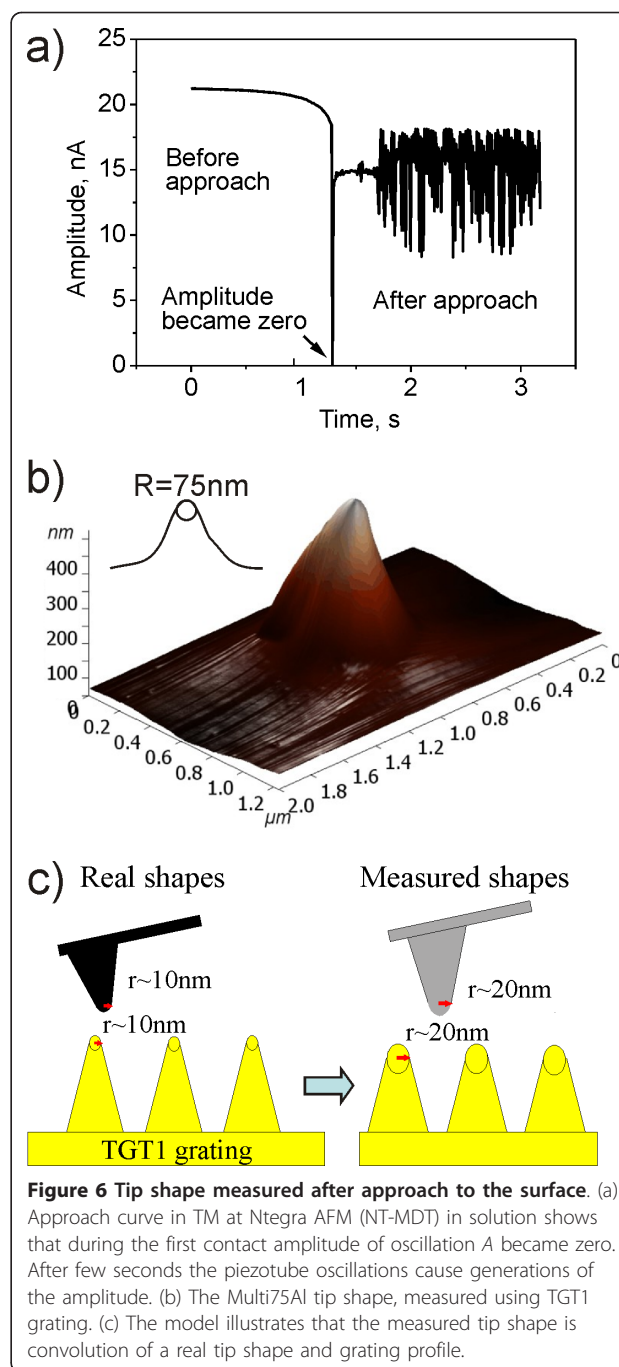 a)
25
20
15
10
5
0
Amplitude, nA
Before
approach
Amplitude
became zero
After approach
0
1
2
3
Time, s
b)
R=75nm
nm
400
300
200
100
0
0
0.2
0.4
0.6
0.8
1.0
1.2
µm
2.0
1.8
1.6
1.4
1.2
1.0
0.8
0.6
0.4
0.2
0
c)
Real shapes
Measured shapes
r~10nm
r~20nm
r~10nm
r~20nm
TGT1 grating
Figure 6 Tip shape measured after approach to the surface. (a)
Approach curve in TM at Ntegra AFM (NT-MDT) in solution shows
that during the first contact amplitude of oscillation A became zero.
After few seconds the piezotube oscillations cause generations of
the amplitude. (b) The Multi75Al tip shape, measured using TGT1
grating. (c) The model illustrates that the measured tip shape is
convolution of a real tip shape and grating profile.